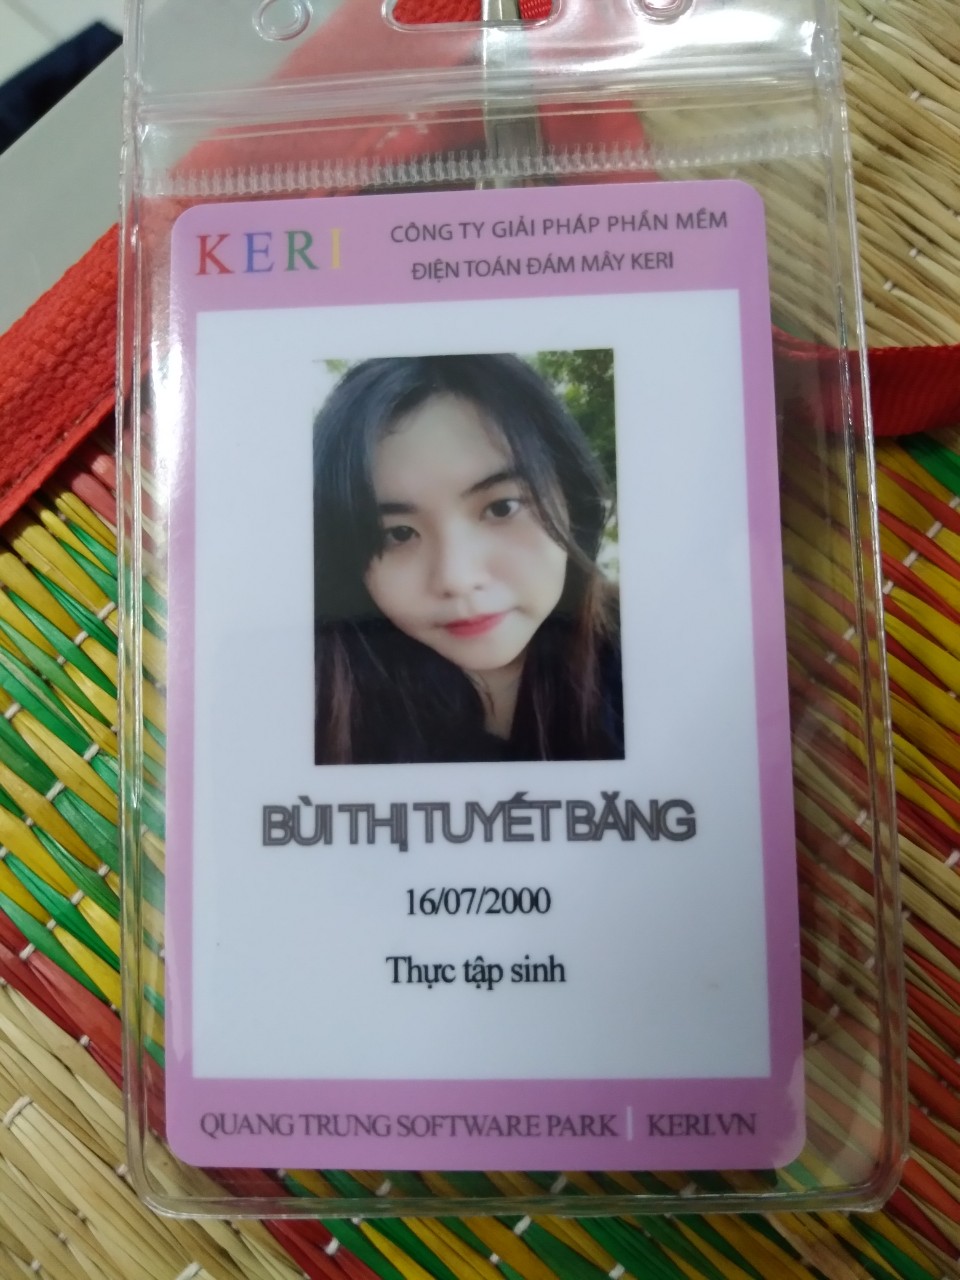 KERI
CÔNG TY GIẢI PHÁP PHẦN MỀM
ĐIỆN TOÁN ĐÁM MÂY KERI
BÙI THỊ TUYẾT BĂNG
16/07/2000
Thực tập sinh
QUANG TRUNG SOFTWARE PARK | KERI.VN